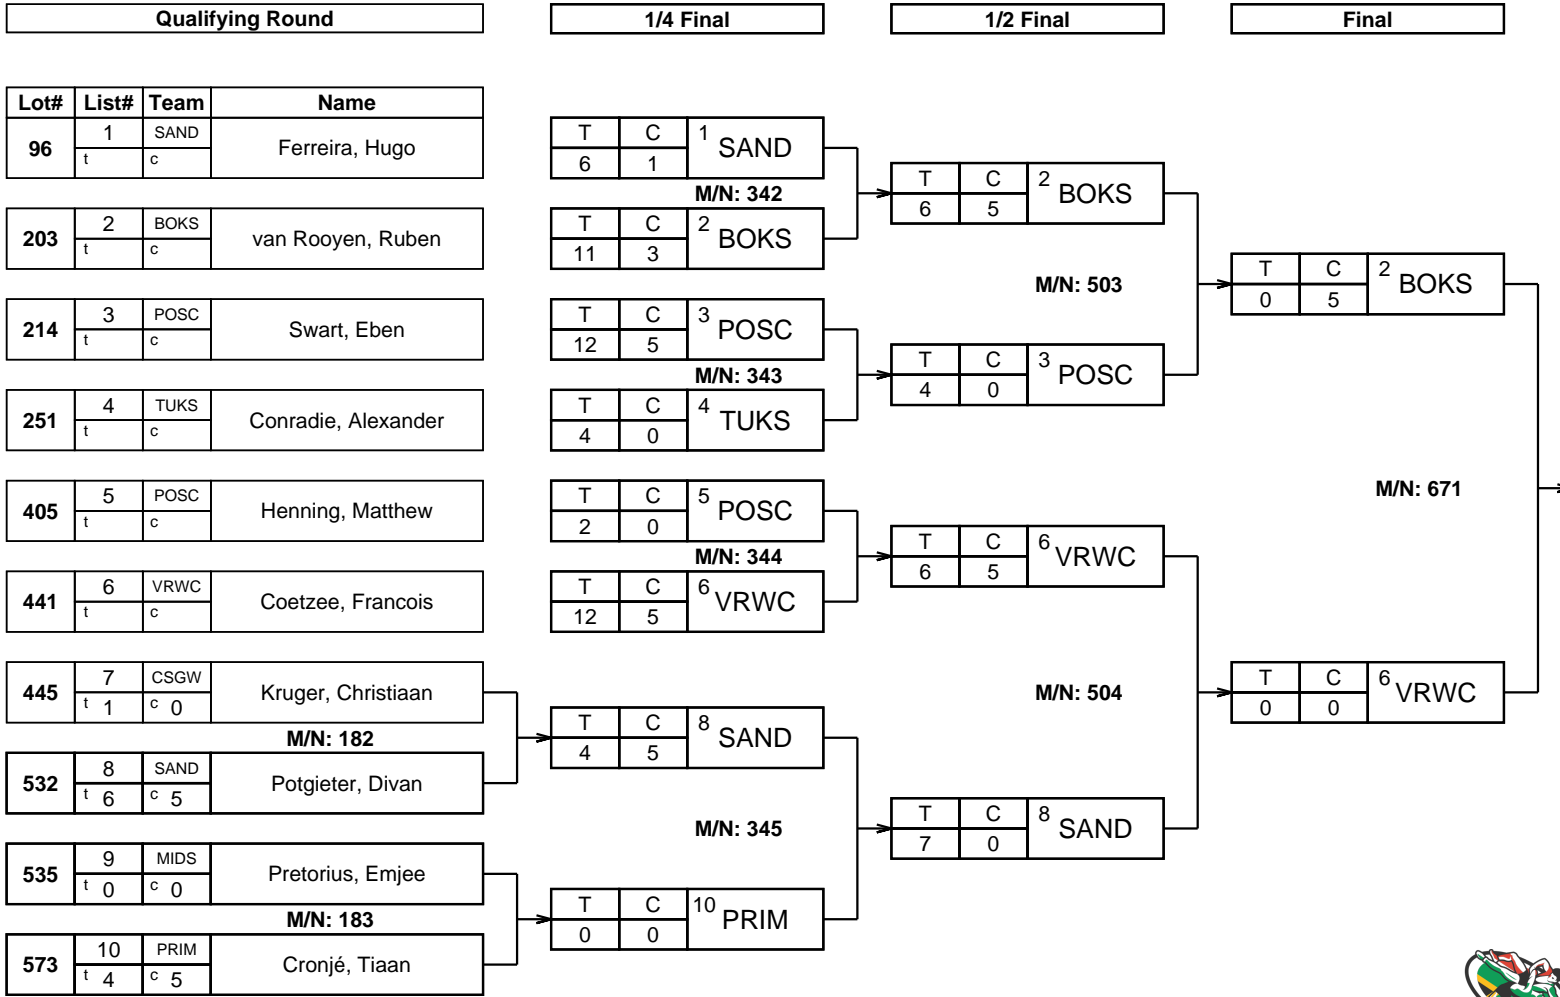 Qualifying Round 1/4 Final 1/2 Final Final
Lot# List# Team Name
96 1 SAND Ferreira, Hugo
t c
T C 1 SAND
6 1
M/N: 342
203 2 BOKS van Rooyen, Ruben
t c
T C 2 BOKS
11 3
T C 2 BOKS
6 5
214 3 POSC Swart, Eben
t c
T C 3 POSC
12 5
M/N: 503
T C 2 BOKS
0 5
M/N: 343
251 4 TUKS Conradie, Alexander
t c
T C 4 TUKS
4 0
T C 3 POSC
4 0
405 5 POSC Henning, Matthew
t c
T C 5 POSC
2 0
M/N: 671
M/N: 344
441 6 VRWC Coetzee, Francois
t c
T C 6 VRWC
12 5
T C 6 VRWC
6 5
445 7 CSGW Kruger, Christiaan
t 1 c 0
M/N: 504
T C 6 VRWC
0 0
M/N: 182
T C 8 SAND
4 5
532 8 SAND Potgieter, Divan
t 6 c 5
M/N: 345
T C 8 SAND
7 0
535 9 MIDS Pretorius, Emjee
t 0 c 0
M/N: 183
T C 10 PRIM
0 0
573 10 PRIM Cronjé, Tiaan
t 4 c 5